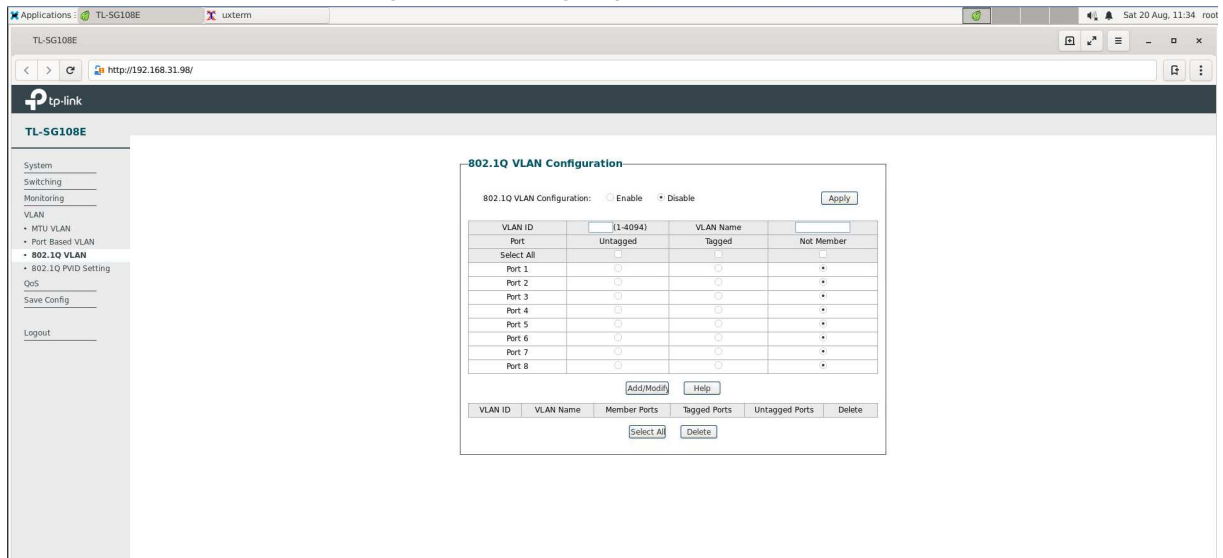 Applications TL-SG108E uxterm Sat 20 Aug, 11:34 root
TL-SG108E
http://192.168.31.98/
tp-link
TL-SG108E
System
Switching
Monitoring
VLAN
• MTU VLAN
• Port Based VLAN
• 802.1Q VLAN
• 802.1Q PVID Setting
QoS
Save Config
Logout
802.1Q VLAN Configuration
802.1Q VLAN Configuration: Enable Disable Apply
VLAN ID (1-4094) VLAN Name
Port Untagged Tagged Not Member
Select All
Port 1
Port 2
Port 3
Port 4
Port 5
Port 6
Port 7
Port 8
Add/Modify Help
VLAN ID VLAN Name Member Ports Tagged Ports Untagged Ports Delete
Select All Delete